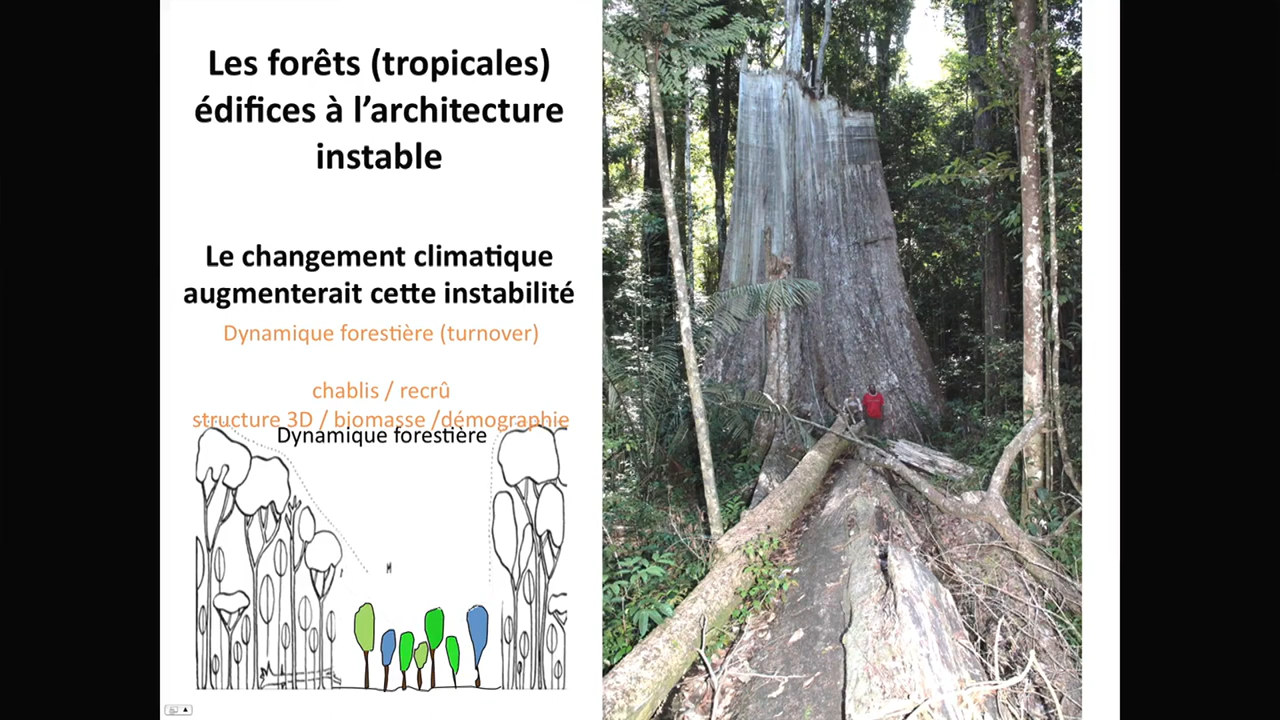 Les forêts (tropicales)
édifices à l’architecture
instable
Le changement climatique
augmenterait cette instabilité
Dynamique forestière (turnover)
chablis / recrû
structure 3D / biomasse /démographie
Dynamique forestière